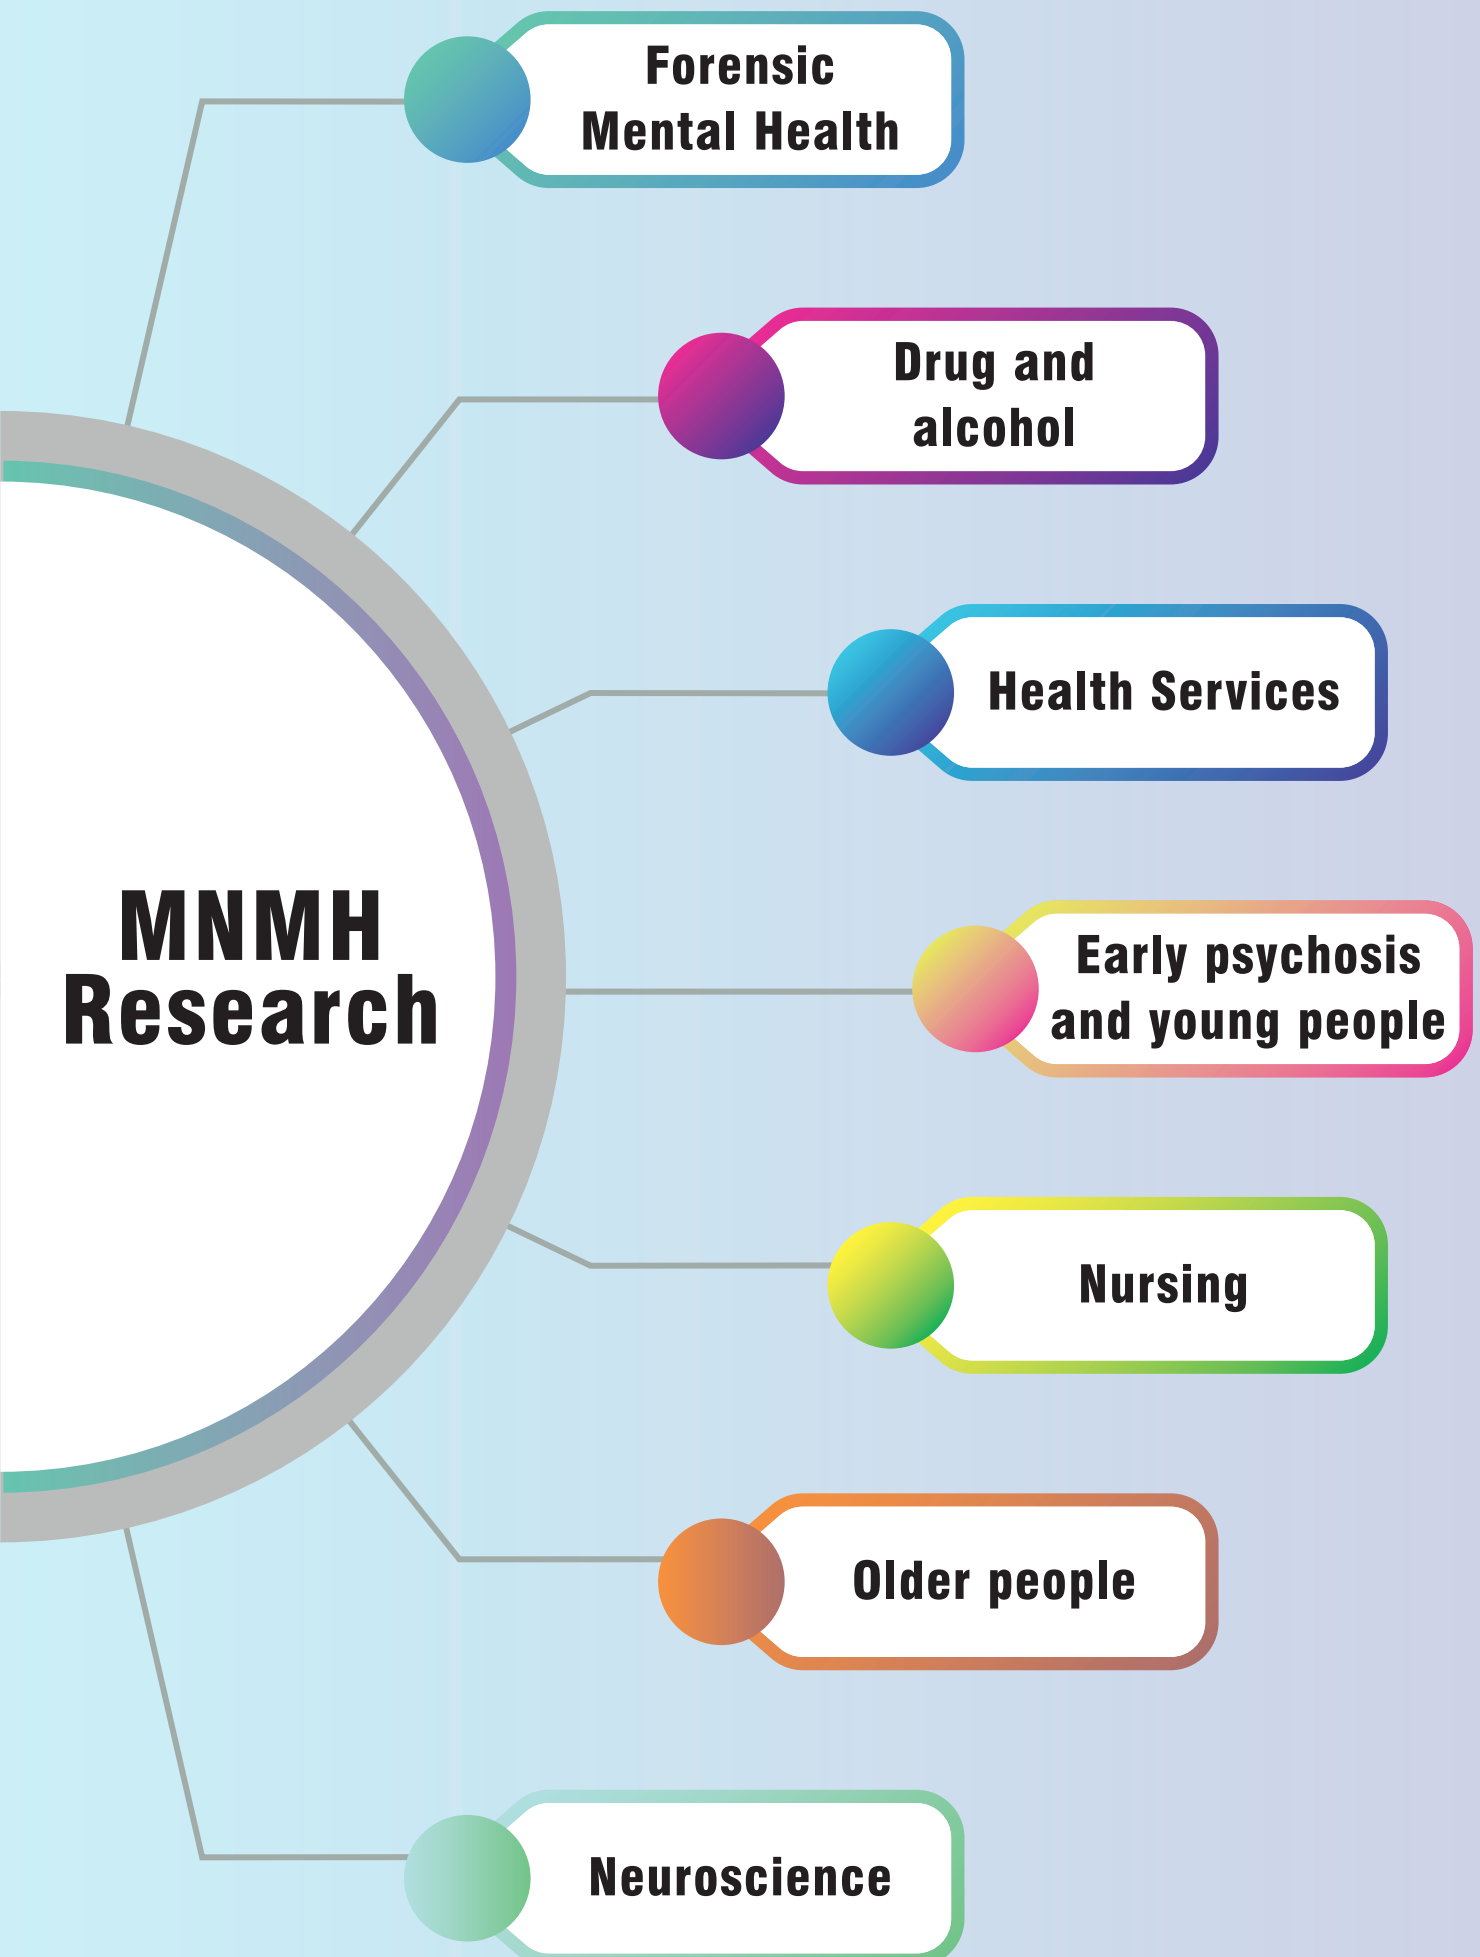 Forensic
Mental Health
Drug and
alcohol
Health Services
MNMH
Research
Early psychosis
and young people
Nursing
Older people
Neuroscience